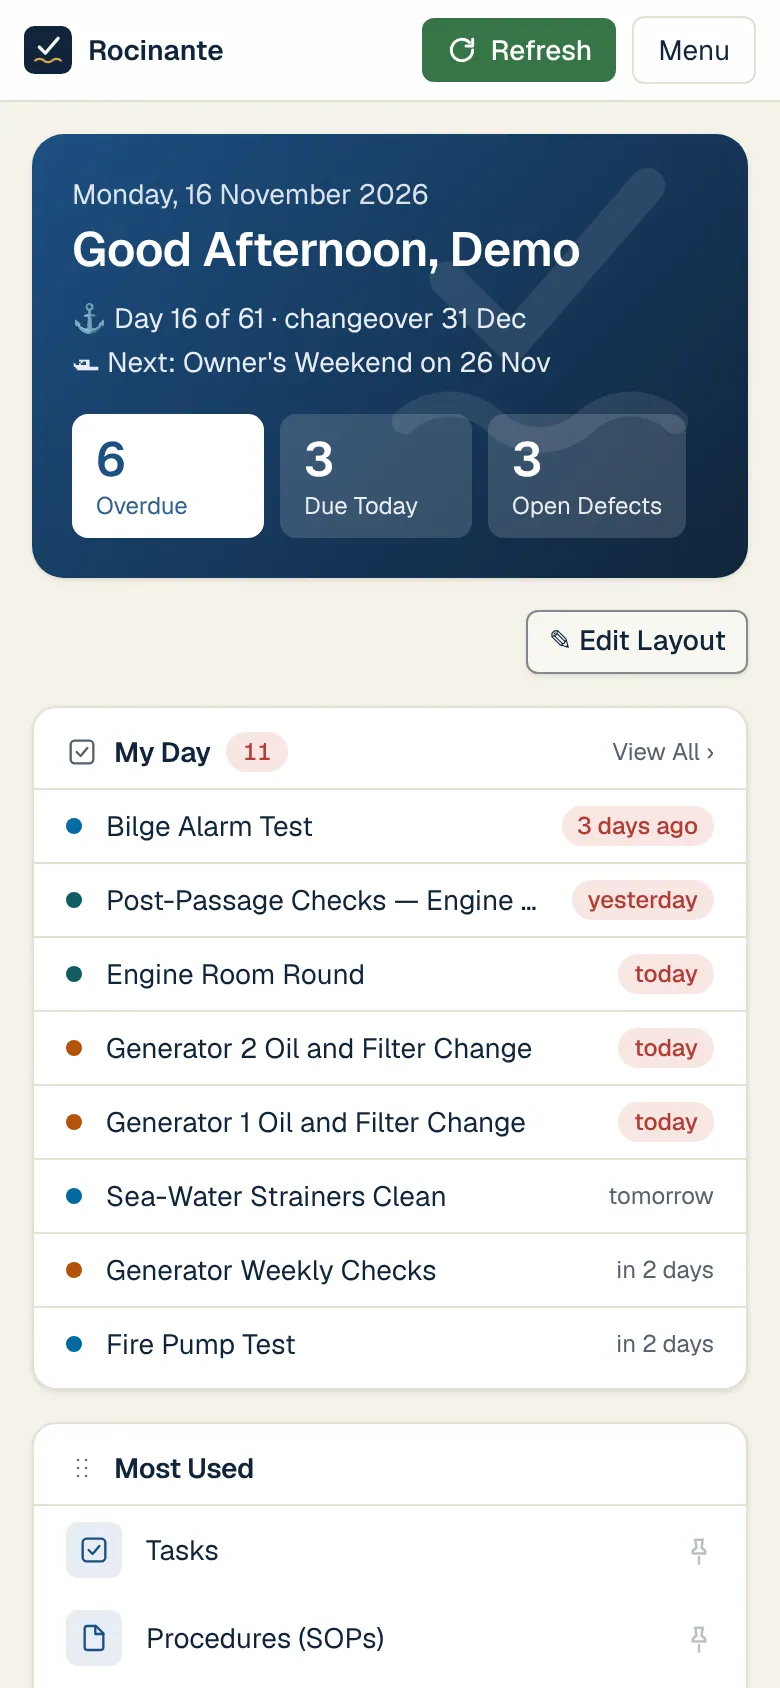 Rocinante
Refresh
Menu
Monday, 16 November 2026
Good Afternoon, Demo
⚓ Day 16 of 61 · changeover 31 Dec
🛥 Next: Owner's Weekend on 26 Nov
6
Overdue
3
Due Today
3
Open Defects
✎ Edit Layout
My Day 11
View All ›
Bilge Alarm Test 3 days ago
Post-Passage Checks — Engine ... yesterday
Engine Room Round today
Generator 2 Oil and Filter Change today
Generator 1 Oil and Filter Change today
Sea-Water Strainers Clean tomorrow
Generator Weekly Checks in 2 days
Fire Pump Test in 2 days
Most Used
Tasks
Procedures (SOPs)